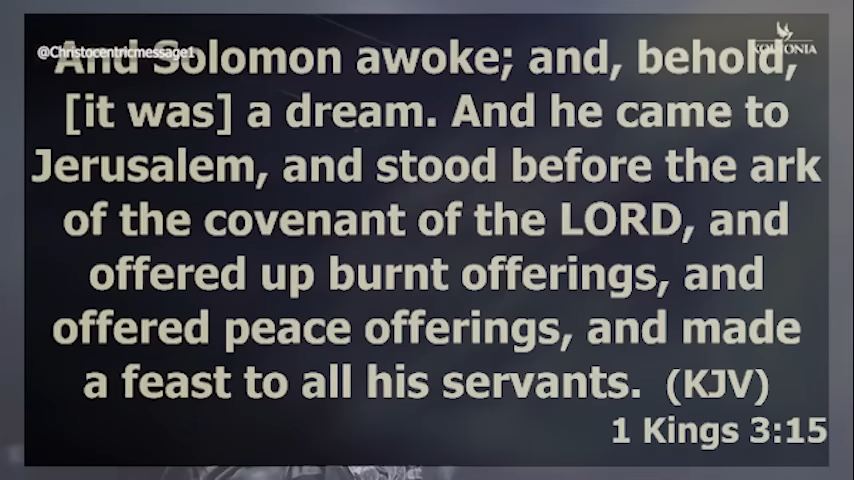 @Christocentricmessage1
KOINONIA
And Solomon awoke; and, behold,
[it was] a dream. And he came to
Jerusalem, and stood before the ark
of the covenant of the LORD, and
offered up burnt offerings, and
offered peace offerings, and made
a feast to all his servants. (KJV)
1 Kings 3:15